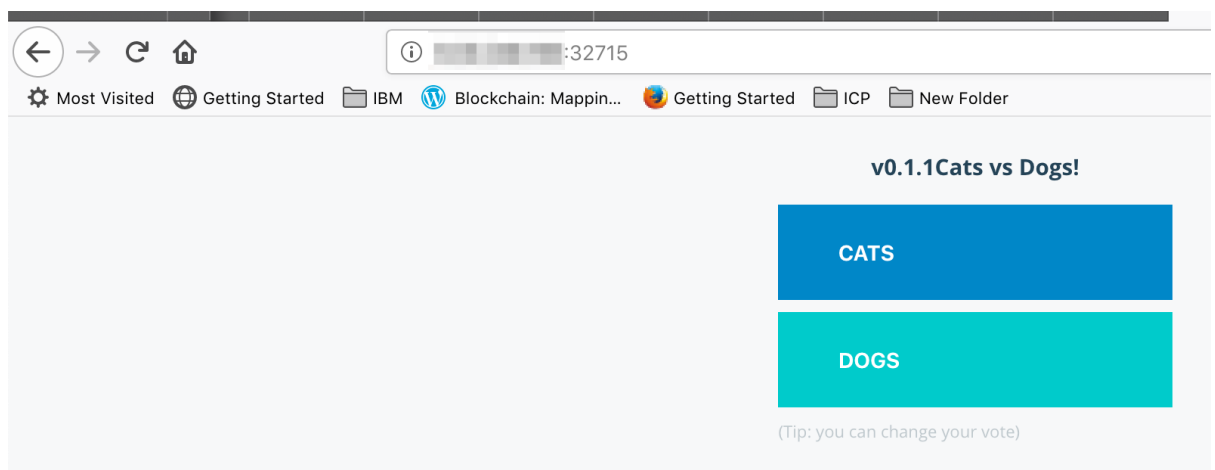 :32715
Most Visited Getting Started IBM Blockchain: Mappin... Getting Started ICP New Folder
v0.1.1Cats vs Dogs!
CATS
DOGS
(Tip: you can change your vote)